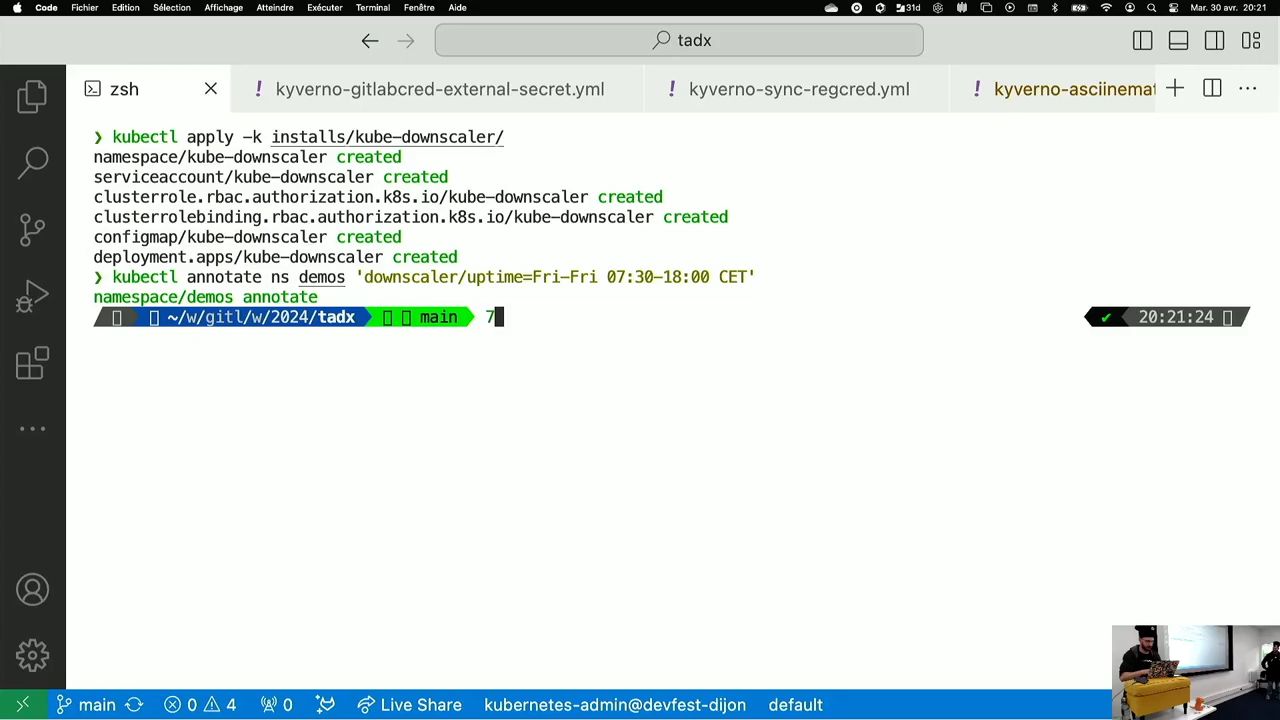 Code Fichier Edition Sélection Affichage Atteindre Exécuter Terminal Fenêtre Aide 31d Mar. 30 avr. 20:21
tadx
zsh
! kyverno-gitlabcred-external-secret.yml
! kyverno-sync-regcred.yml
! kyverno-asciinemat
❯ kubectl apply -k installs/kube-downscaler/
namespace/kube-downscaler created
serviceaccount/kube-downscaler created
clusterrole.rbac.authorization.k8s.io/kube-downscaler created
clusterrolebinding.rbac.authorization.k8s.io/kube-downscaler created
configmap/kube-downscaler created
deployment.apps/kube-downscaler created
❯ kubectl annotate ns demos 'downscaler/uptime=Fri-Fri 07:30-18:00 CET'
namespace/demos annotate
~/w/gitl/w/2024/tadx main 7 ✔ 20:21:24
main 0 4 0 Live Share kubernetes-admin@devfest-dijon default